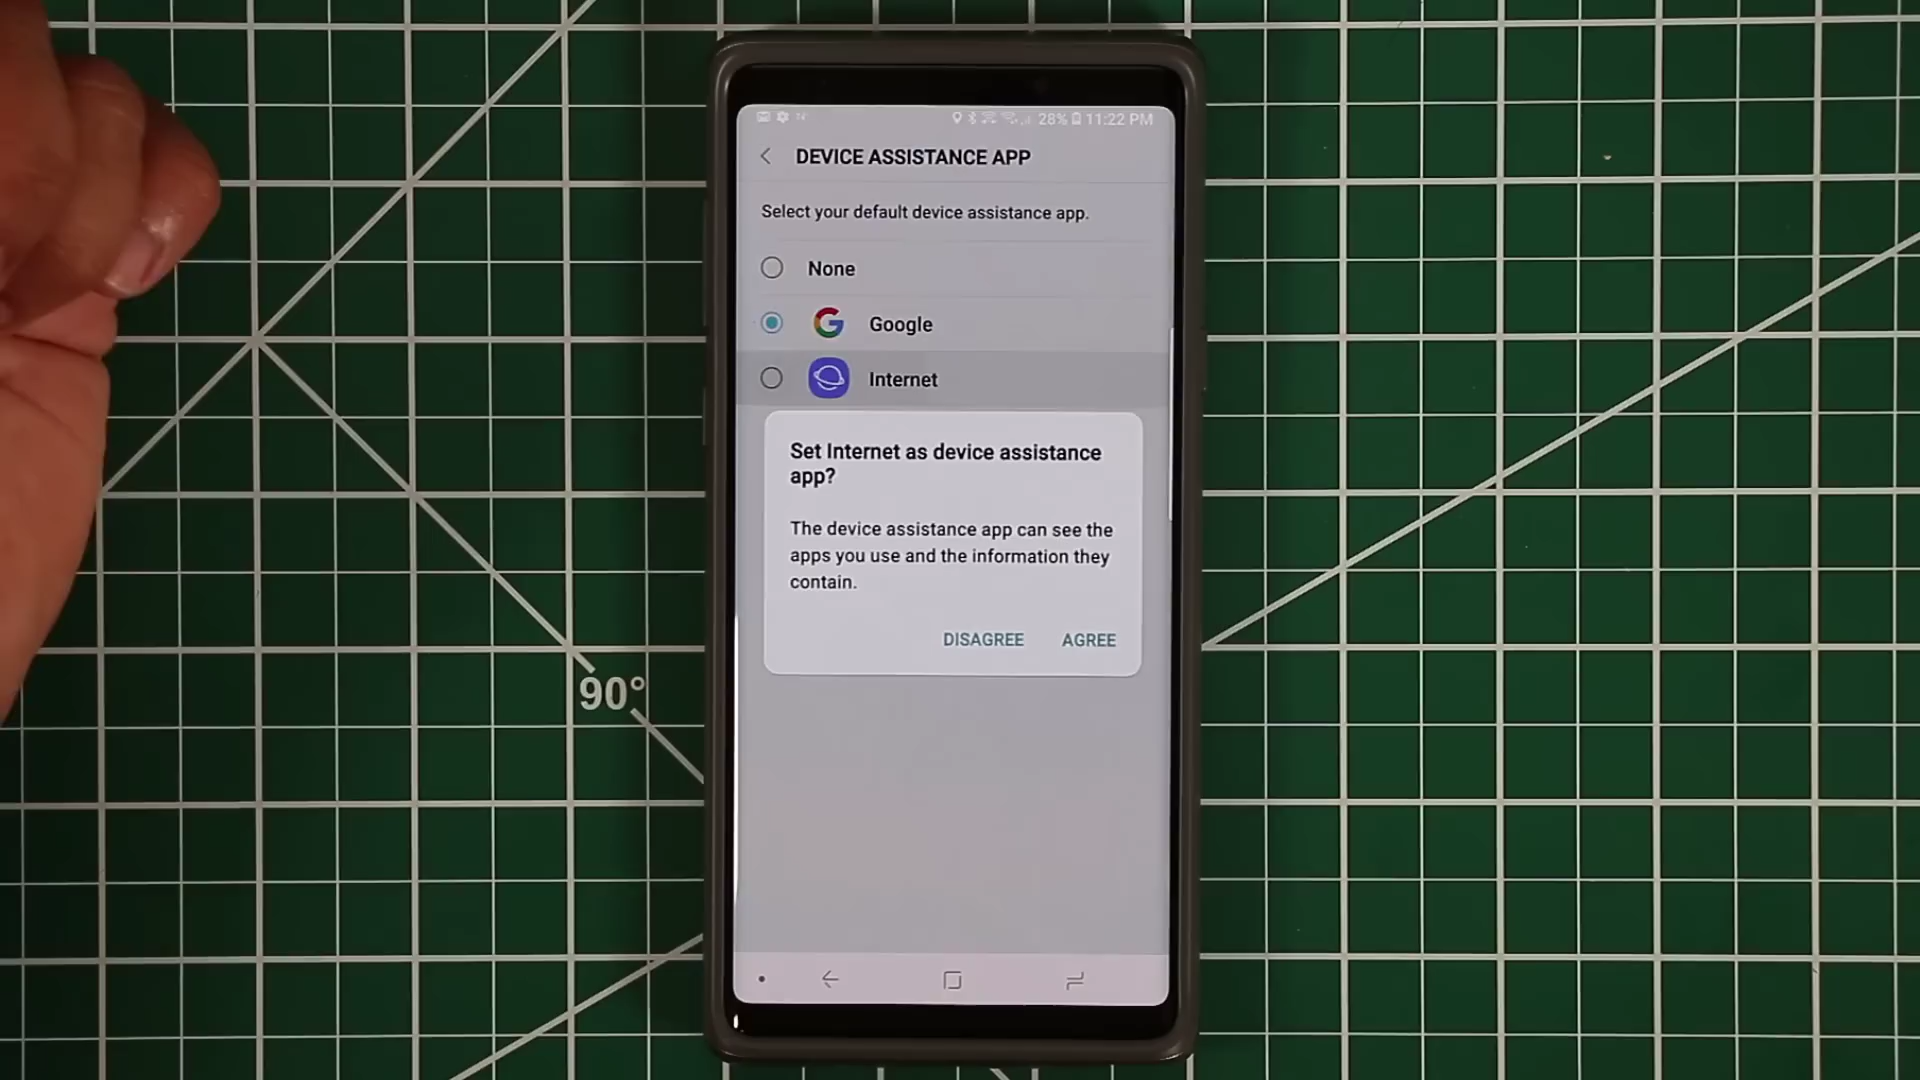 28% 11:22 PM
DEVICE ASSISTANCE APP
Select your default device assistance app.
None
Google
Internet
Set Internet as device assistance
app?
The device assistance app can see the
apps you use and the information they
contain.
DISAGREE AGREE
90°